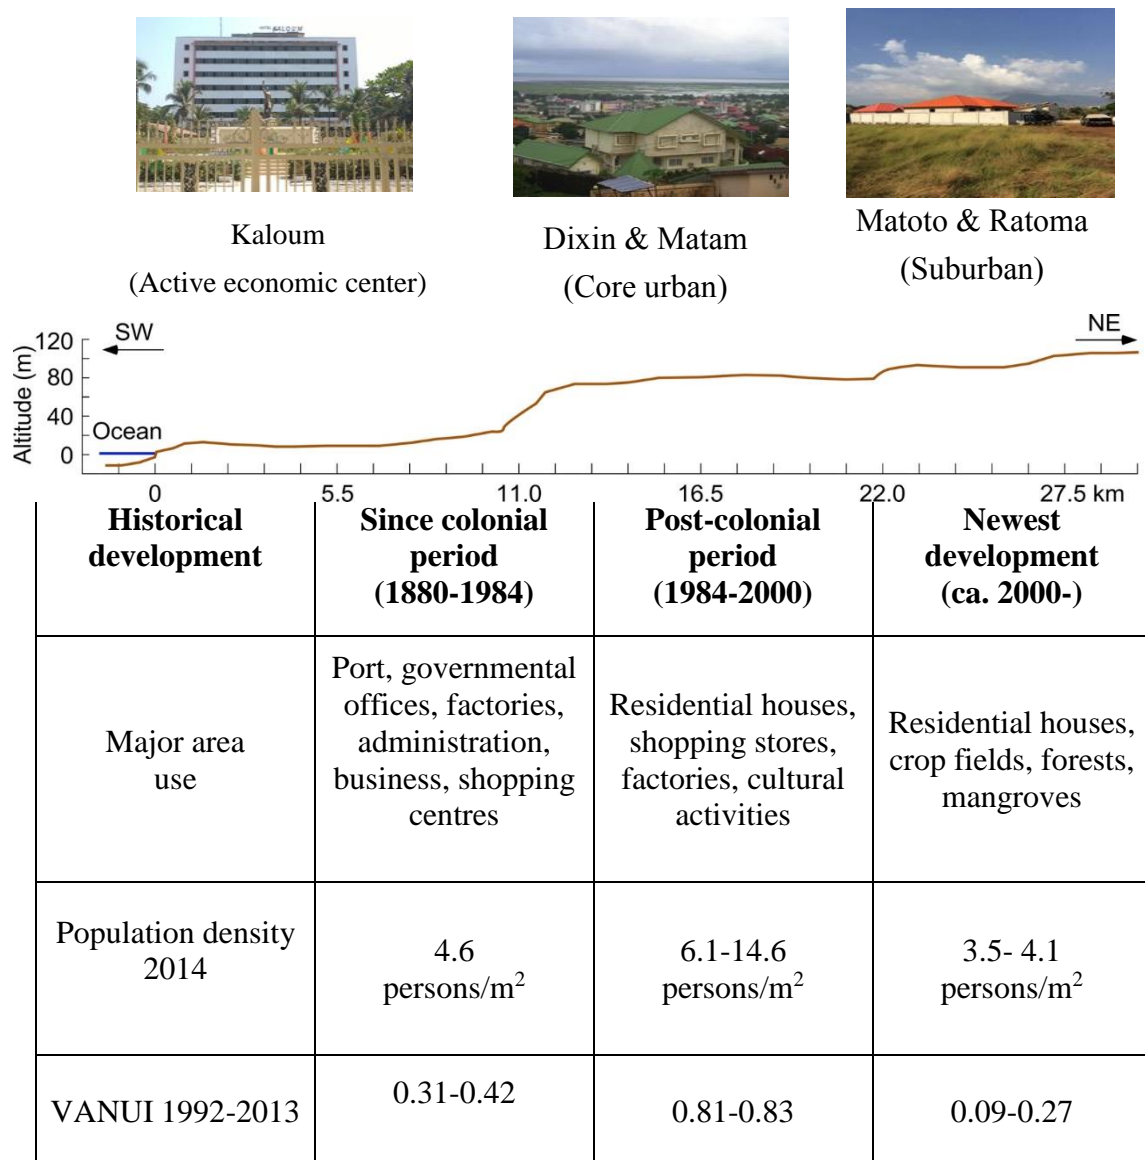 KALOUM
Kaloum
(Active economic center)
Dixin & Matam
(Core urban)
Matoto & Ratoma
(Suburban)
SW
NE
Altitude (m)
120
80
40
0
Ocean
0 5.5 11.0 16.5 22.0 27.5 km
Historical
development
Since colonial
period
(1880-1984)
Post-colonial
period
(1984-2000)
Newest
development
(ca. 2000-)
Major area
use
Port, governmental
offices, factories,
administration,
business, shopping
centres
Residential houses,
shopping stores,
factories, cultural
activities
Residential houses,
crop fields, forests,
mangroves
Population density
2014
4.6
persons/m²
6.1-14.6
persons/m²
3.5- 4.1
persons/m²
VANUI 1992-2013
0.31-0.42
0.81-0.83
0.09-0.27